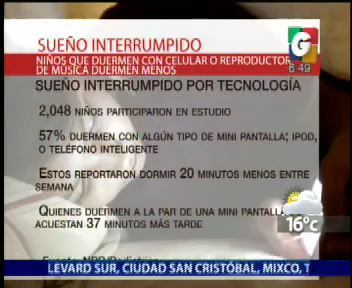 SUEÑO INTERRUMPIDO
NIÑOS QUE DUERMEN CON CELULAR O REPRODUCTOR
DE MÚSICA DUERMEN MENOS
G
6:49
SUEÑO INTERRUMPIDO POR TECNOLOGÍA
2,048 NIÑOS PARTICIPARON EN ESTUDIO
57% DUERMEN CON ALGÚN TIPO DE MINI PANTALLA; IPOD,
O TELÉFONO INTELIGENTE
ESTOS REPORTARON DORMIR 20 MINUTOS MENOS ENTRE
SEMANA
QUIENES DUERMEN A LA PAR DE UNA MINI PANTALLA
ACUESTAN 37 MINUTOS MÁS TARDE
16°C
LEVARD SUR, CIUDAD SAN CRISTÓBAL, MIXCO, T